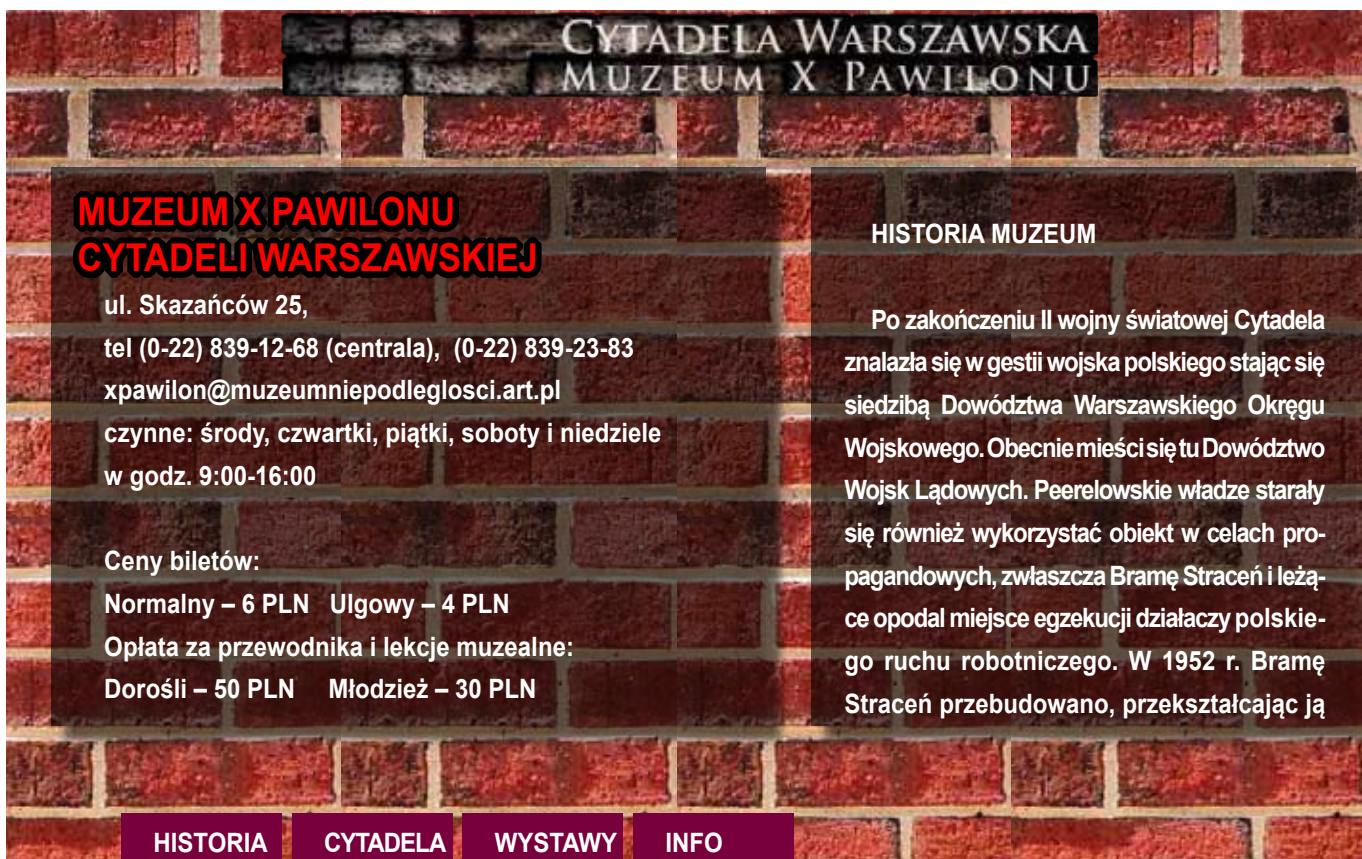 CYTADELA WARSZAWSKA
MUZEUM X PAWILONU
MUZEUM X PAWILONU
CYTADELI WARSZAWSKIEJ
ul. Skazańców 25,
tel (0-22) 839-12-68 (centrala), (0-22) 839-23-83
xpawilon@muzeumniepodleglosci.art.pl
czynne: środy, czwartki, piątki, soboty i niedziele
w godz. 9:00-16:00
Ceny biletów:
Normalny – 6 PLN Ulgowy – 4 PLN
Opłata za przewodnika i lekcje muzealne:
Dorośli – 50 PLN Młodzież – 30 PLN
HISTORIA MUZEUM
Po zakończeniu II wojny światowej Cytadela
znalazła się w gestii wojska polskiego stając się
siedzibą Dowództwa Warszawskiego Okręgu
Wojskowego. Obecnie mieści się tu Dowództwo
Wojsk Lądowych. Peerelowskie władze starały
się również wykorzystać obiekt w celach pro-
pagandowych, zwłaszcza Bramę Straceń i leżą-
ce opodal miejsce egzekucji działaczy polskie-
go ruchu robotniczego. W 1952 r. Bramę
Straceń przebudowano, przekształcając ją
HISTORIA CYTADELA WYSTAWY INFO